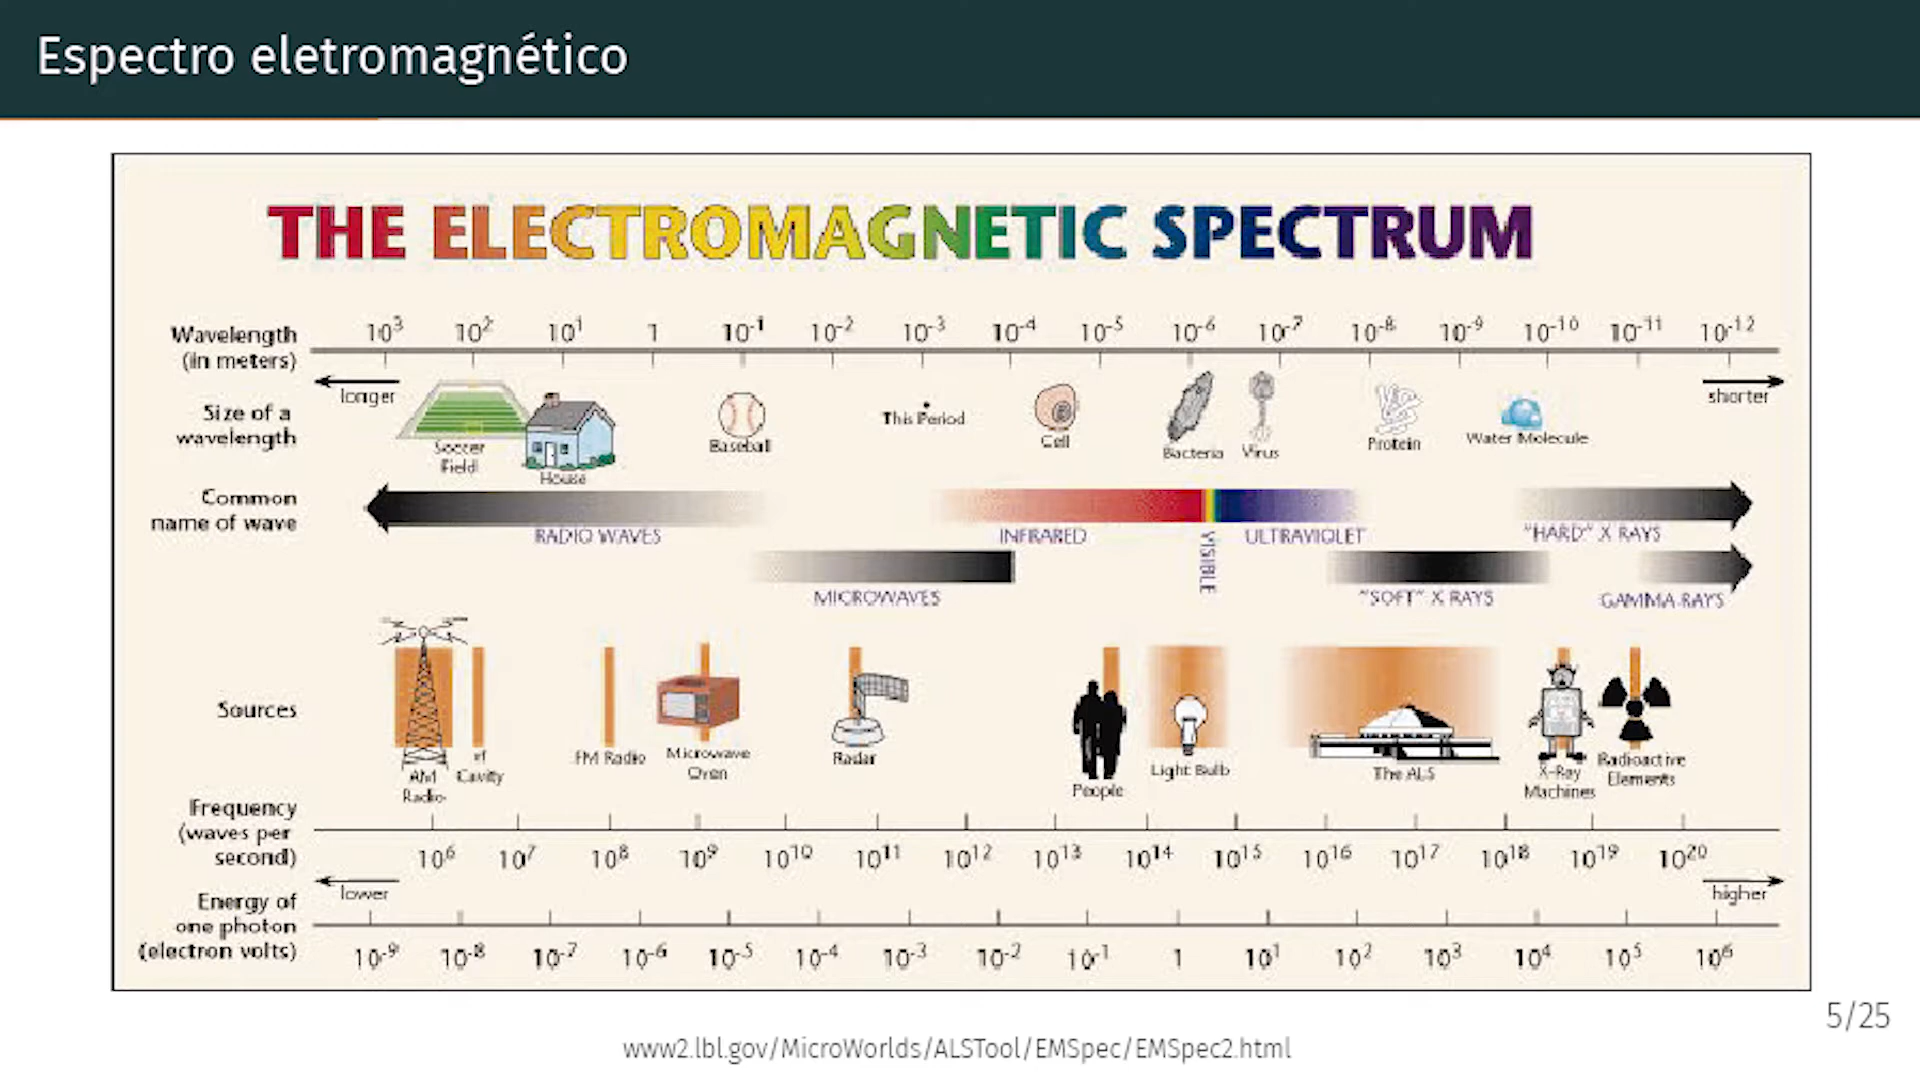 Espectro eletromagnético
THE ELECTROMAGNETIC SPECTRUM
Wavelength
(in meters)
10³ 10² 10¹ 1 10⁻¹ 10⁻² 10⁻³ 10⁻⁴ 10⁻⁵ 10⁻⁶ 10⁻⁷ 10⁻⁸ 10⁻⁹ 10⁻¹⁰ 10⁻¹¹ 10⁻¹²
longer
shorter
Size of a
wavelength
Soccer
Field
House
Baseball
This Period
Cell
Bacteria
Virus
Protein
Water Molecule
Common
name of wave
RADIO WAVES
INFRARED
VISIBLE
ULTRAVIOLET
"HARD" X RAYS
MICROWAVES
"SOFT" X RAYS
GAMMA RAYS
Sources
AM
Radio
rf
Cavity
FM Radio
Microwave
Oven
Radar
People
Light Bulb
The ALS
X-Ray
Machines
Radioactive
Elements
Frequency
(waves per
second)
10⁶ 10⁷ 10⁸ 10⁹ 10¹⁰ 10¹¹ 10¹² 10¹³ 10¹⁴ 10¹⁵ 10¹⁶ 10¹⁷ 10¹⁸ 10¹⁹ 10²⁰
lower
higher
Energy of
one photon
(electron volts)
10⁻⁹ 10⁻⁸ 10⁻⁷ 10⁻⁶ 10⁻⁵ 10⁻⁴ 10⁻³ 10⁻² 10⁻¹ 1 10¹ 10² 10³ 10⁴ 10⁵ 10⁶
5/25
www2.lbl.gov/MicroWorlds/ALSTool/EMSpec/EMSpec2.html